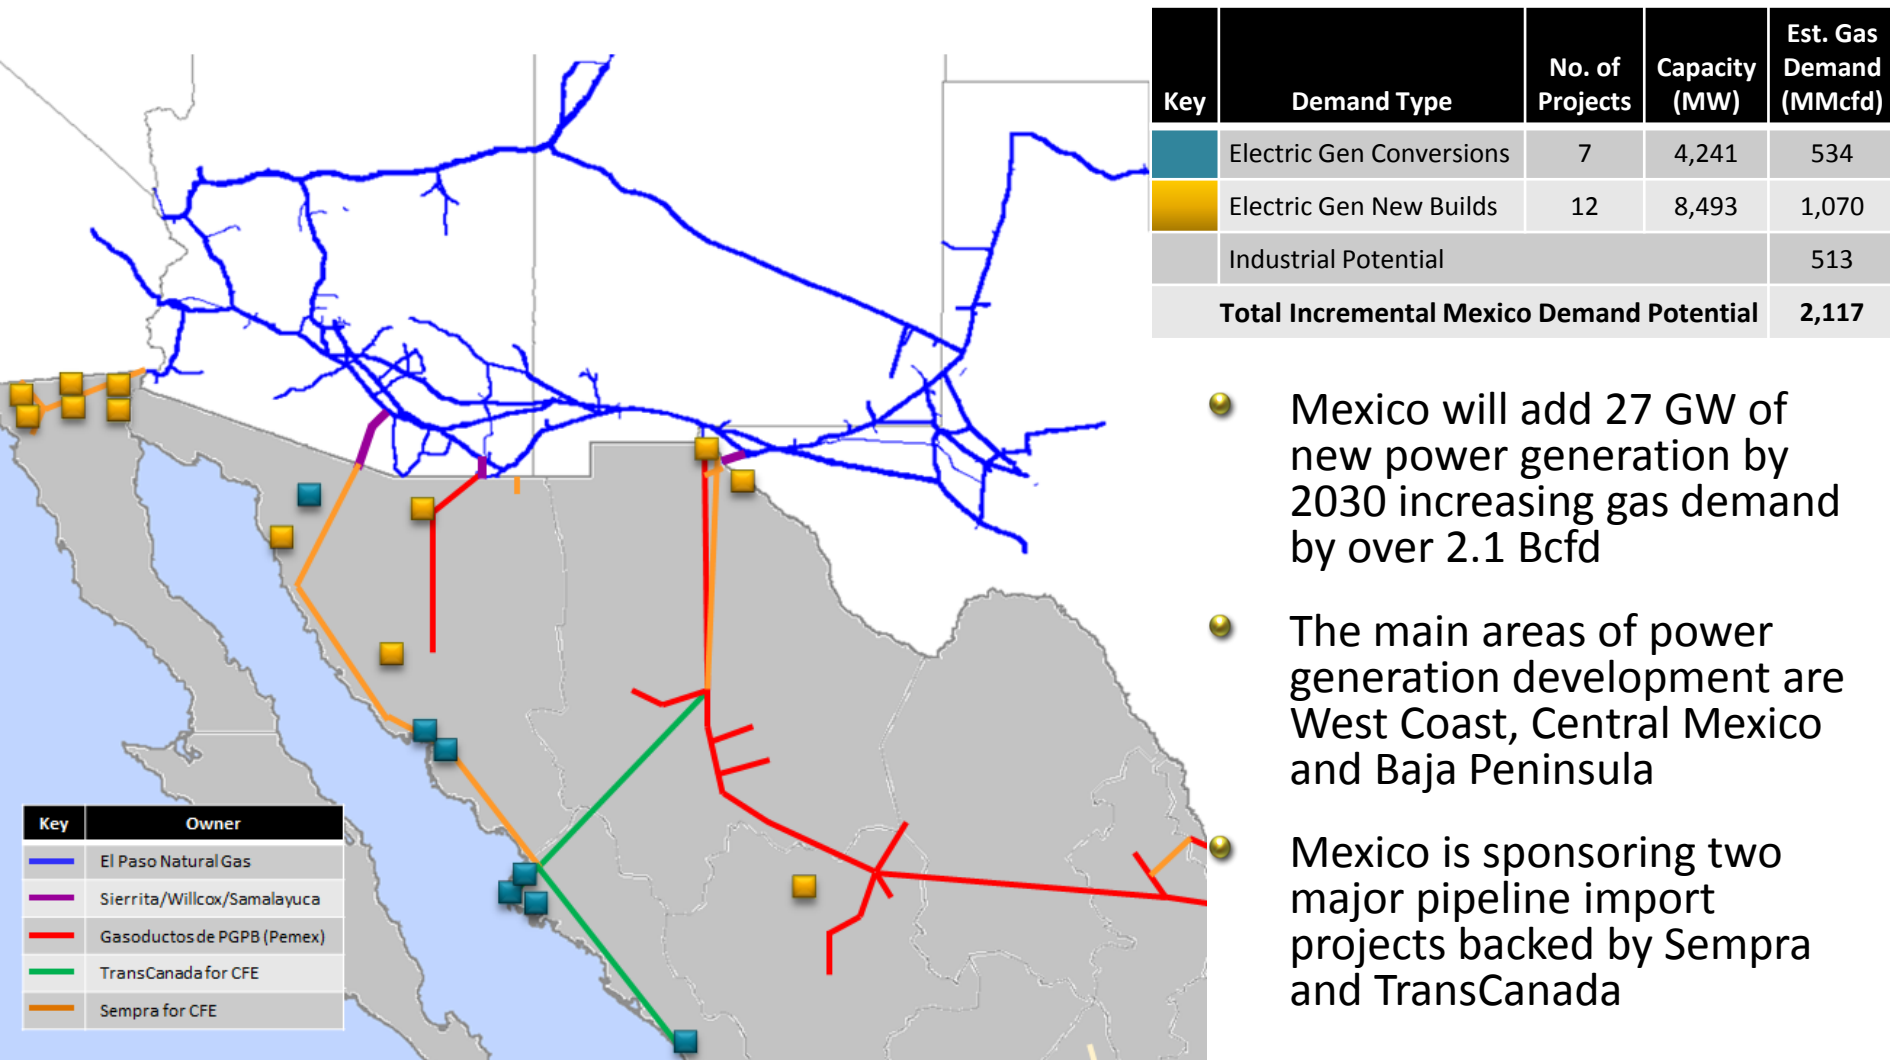 Key Demand Type No. of Projects Capacity (MW) Est. Gas Demand (MMcfd)
Electric Gen Conversions 7 4,241 534
Electric Gen New Builds 12 8,493 1,070
Industrial Potential 513
Total Incremental Mexico Demand Potential 2,117
Mexico will add 27 GW of
new power generation by
2030 increasing gas demand
by over 2.1 Bcfd
The main areas of power
generation development are
West Coast, Central Mexico
and Baja Peninsula
Mexico is sponsoring two
major pipeline import
projects backed by Sempra
and TransCanada
Key Owner
El Paso Natural Gas
Sierrita/Willcox/Samalayuca
Gasoductos de PGPB (Pemex)
TransCanada for CFE
Sempra for CFE